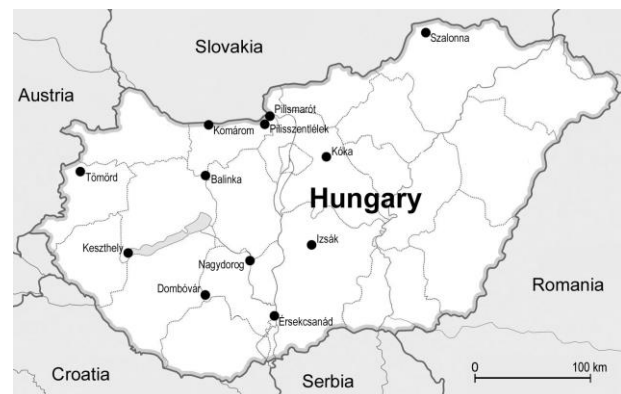 Slovakia
Szalonna
Austria
Pilismarót
Komárom
Pilisszentlélek
Kóka
Tömörd
Balinka
Hungary
Keszthely
Izsák
Nagydorog
Dombóvár
Romania
Érsekcsanád
Croatia
Serbia
0 100 km